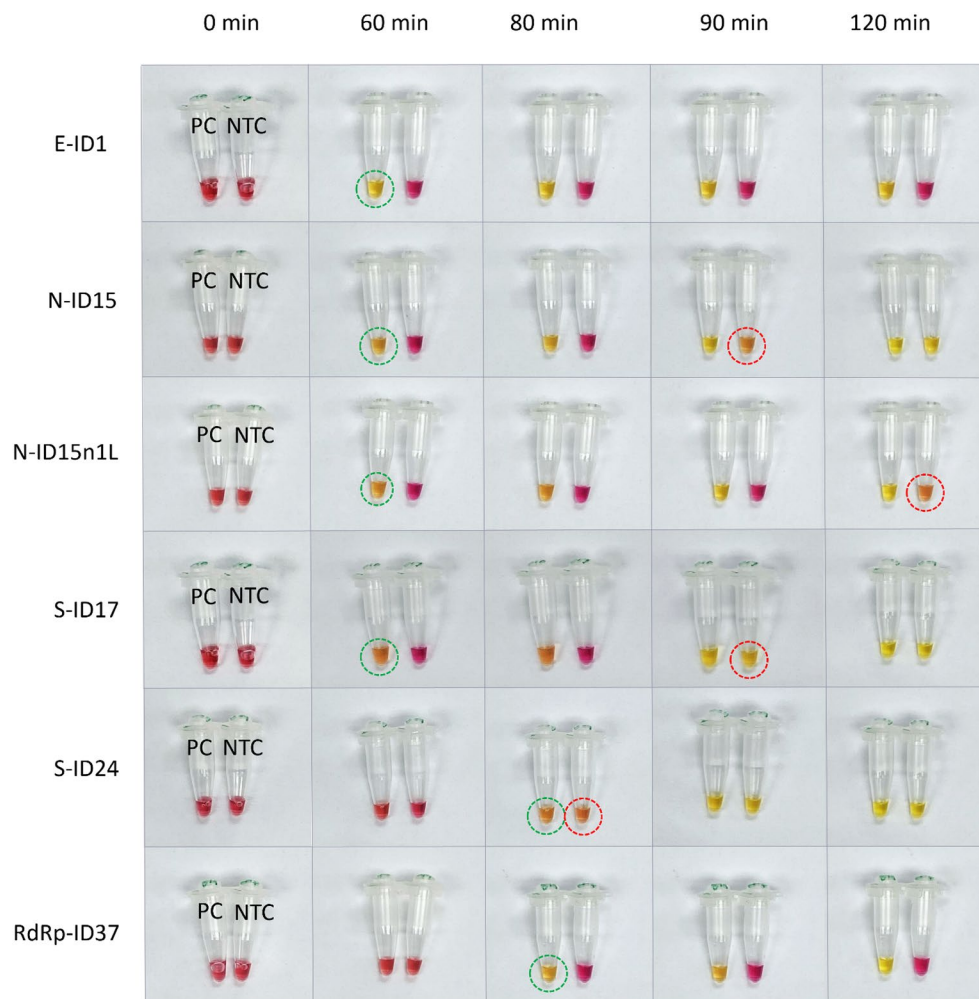 0 min 60 min 80 min 90 min 120 min
E-ID1 PC NTC
N-ID15 PC NTC
N-ID15n1L PC NTC
S-ID17 PC NTC
S-ID24 PC NTC
RdRp-ID37 PC NTC